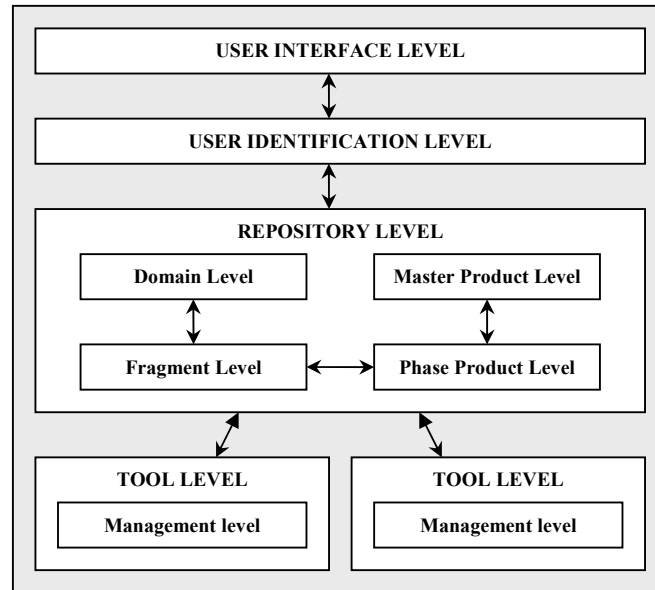 USER INTERFACE LEVEL
USER IDENTIFICATION LEVEL
REPOSITORY LEVEL
Domain Level
Master Product Level
Fragment Level
Phase Product Level
TOOL LEVEL
Management level
TOOL LEVEL
Management level